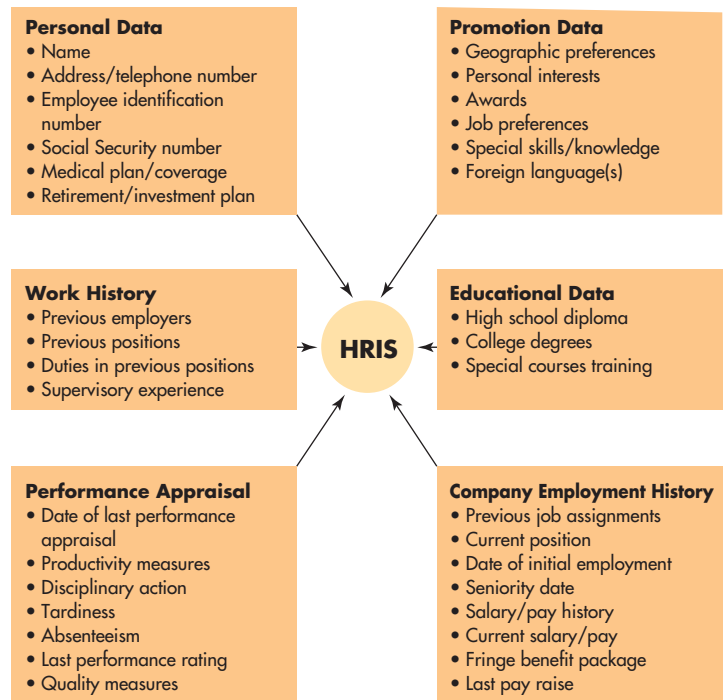 Personal Data
• Name
• Address/telephone number
• Employee identification
number
• Social Security number
• Medical plan/coverage
• Retirement/investment plan
Promotion Data
• Geographic preferences
• Personal interests
• Awards
• Job preferences
• Special skills/knowledge
• Foreign language(s)
Work History
• Previous employers
• Previous positions
• Duties in previous positions
• Supervisory experience
HRIS
Educational Data
• High school diploma
• College degrees
• Special courses training
Performance Appraisal
• Date of last performance
appraisal
• Productivity measures
• Disciplinary action
• Tardiness
• Absenteeism
• Last performance rating
• Quality measures
Company Employment History
• Previous job assignments
• Current position
• Date of initial employment
• Seniority date
• Salary/pay history
• Current salary/pay
• Fringe benefit package
• Last pay raise